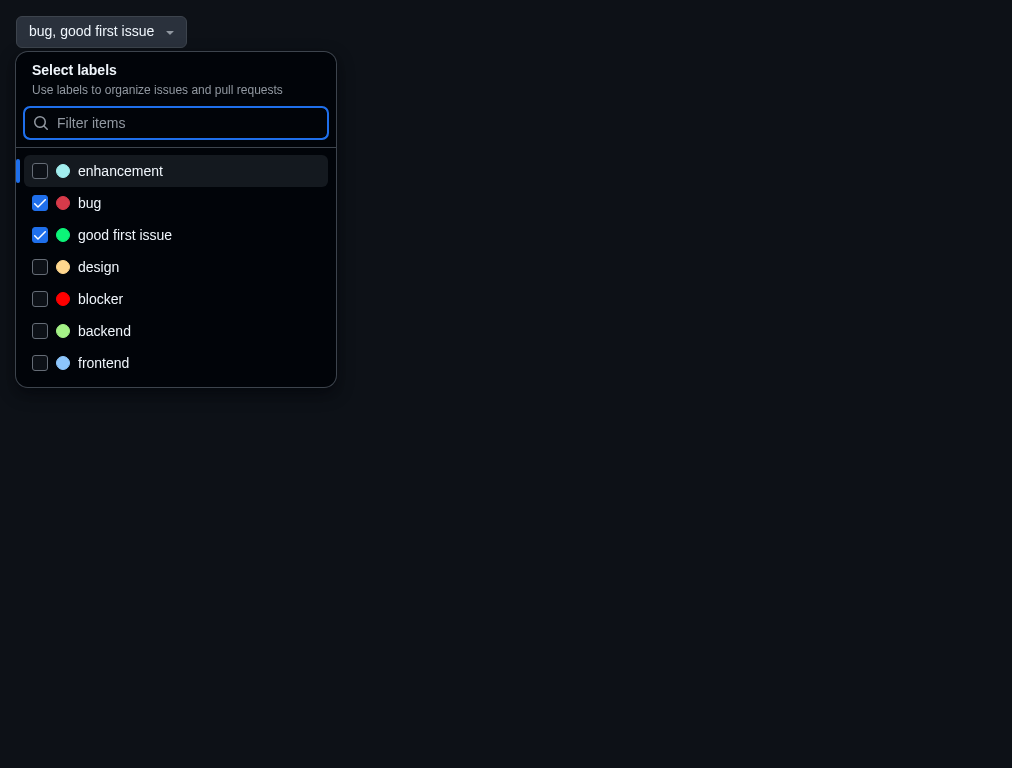 bug, good first issue
Select labels
Use labels to organize issues and pull requests
Filter items
enhancement
bug
good first issue
design
blocker
backend
frontend